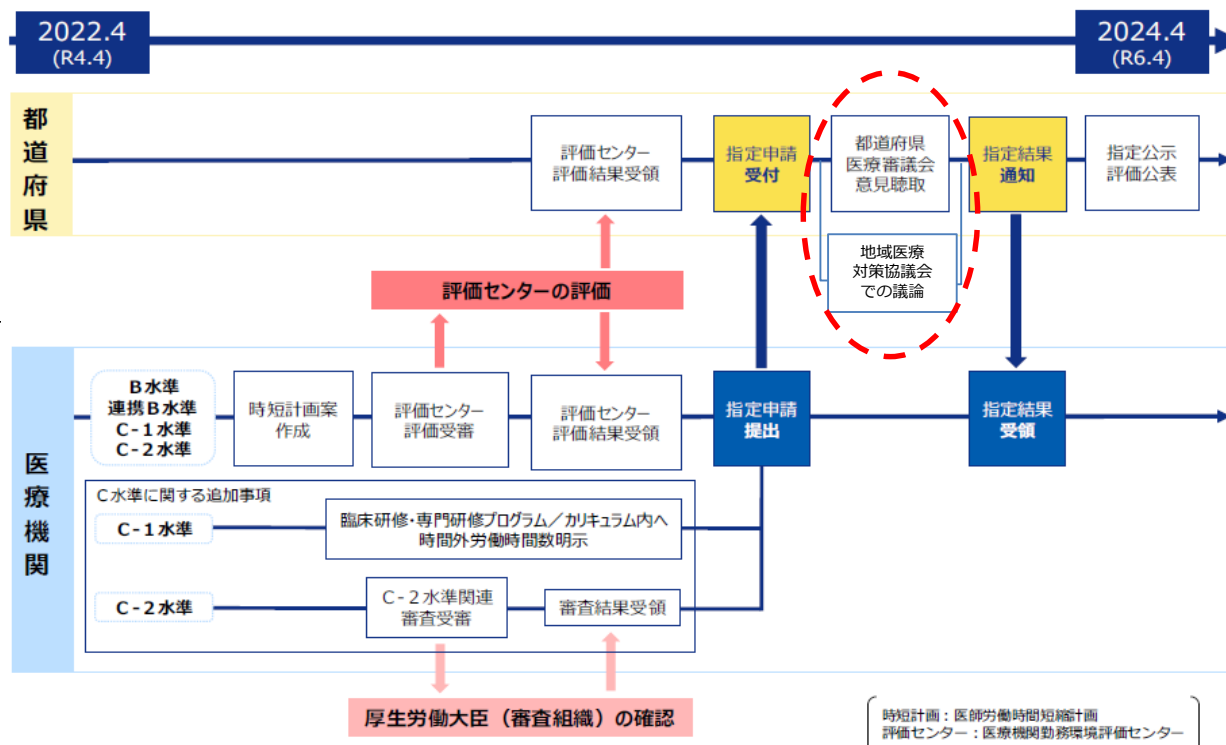 2022.4
(R4.4)
2024.4
(R6.4)
都道府県
評価センター
評価結果受領
指定申請
受付
都道府県
医療審議会
意見聴取
指定結果
通知
指定公示
評価公表
地域医療
対策協議会
での議論
評価センターの評価
医療機関
B水準
連携B水準
C-1水準
C-2水準
時短計画案
作成
評価センター
評価受審
評価センター
評価結果受領
指定申請
提出
指定結果
受領
C水準に関する追加事項
C-1水準
臨床研修・専門研修プログラム／カリキュラム内へ
時間外労働時間数明示
C-2水準
C-2水準関連
審査受審
審査結果受領
厚生労働大臣（審査組織）の確認
時短計画：医師労働時間短縮計画
評価センター：医療機関勤務環境評価センター